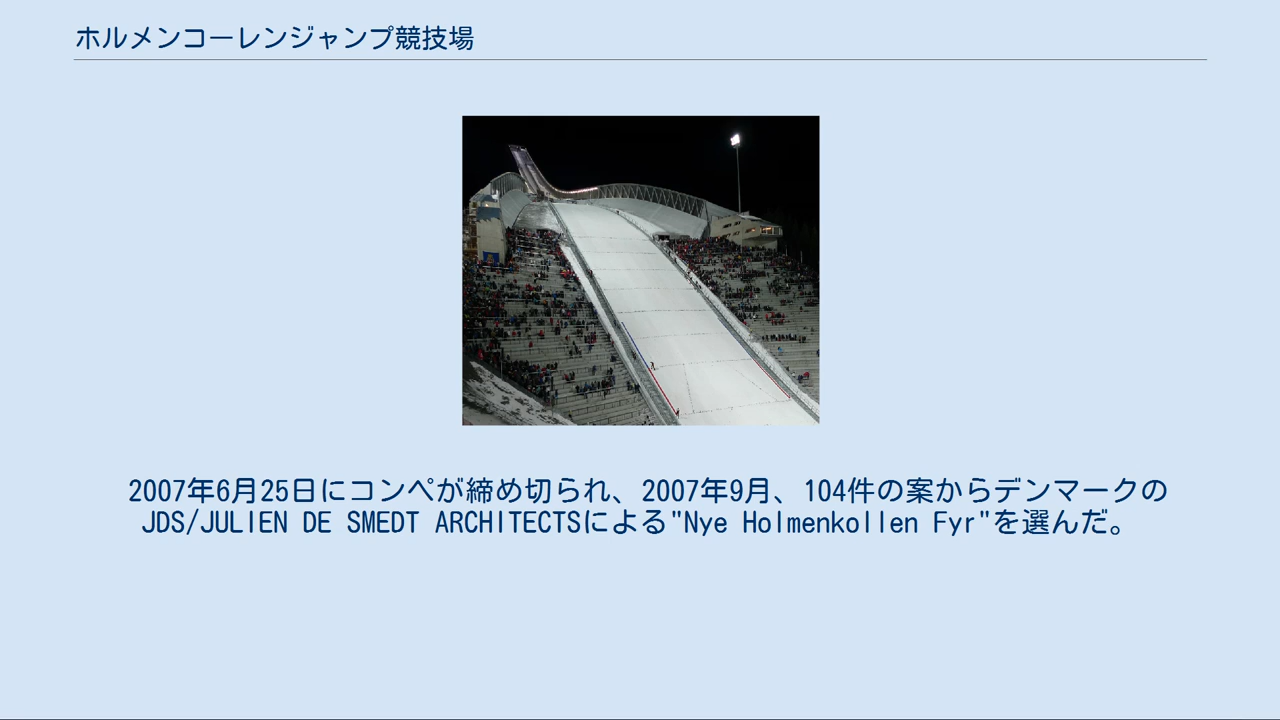 ホルメンコーレンジャンプ競技場
2007年6月25日にコンペが締め切られ、2007年9月、104件の案からデンマークの
JDS/JULIEN DE SMEDT ARCHITECTSによる"Nye Holmenkollen Fyr"を選んだ。